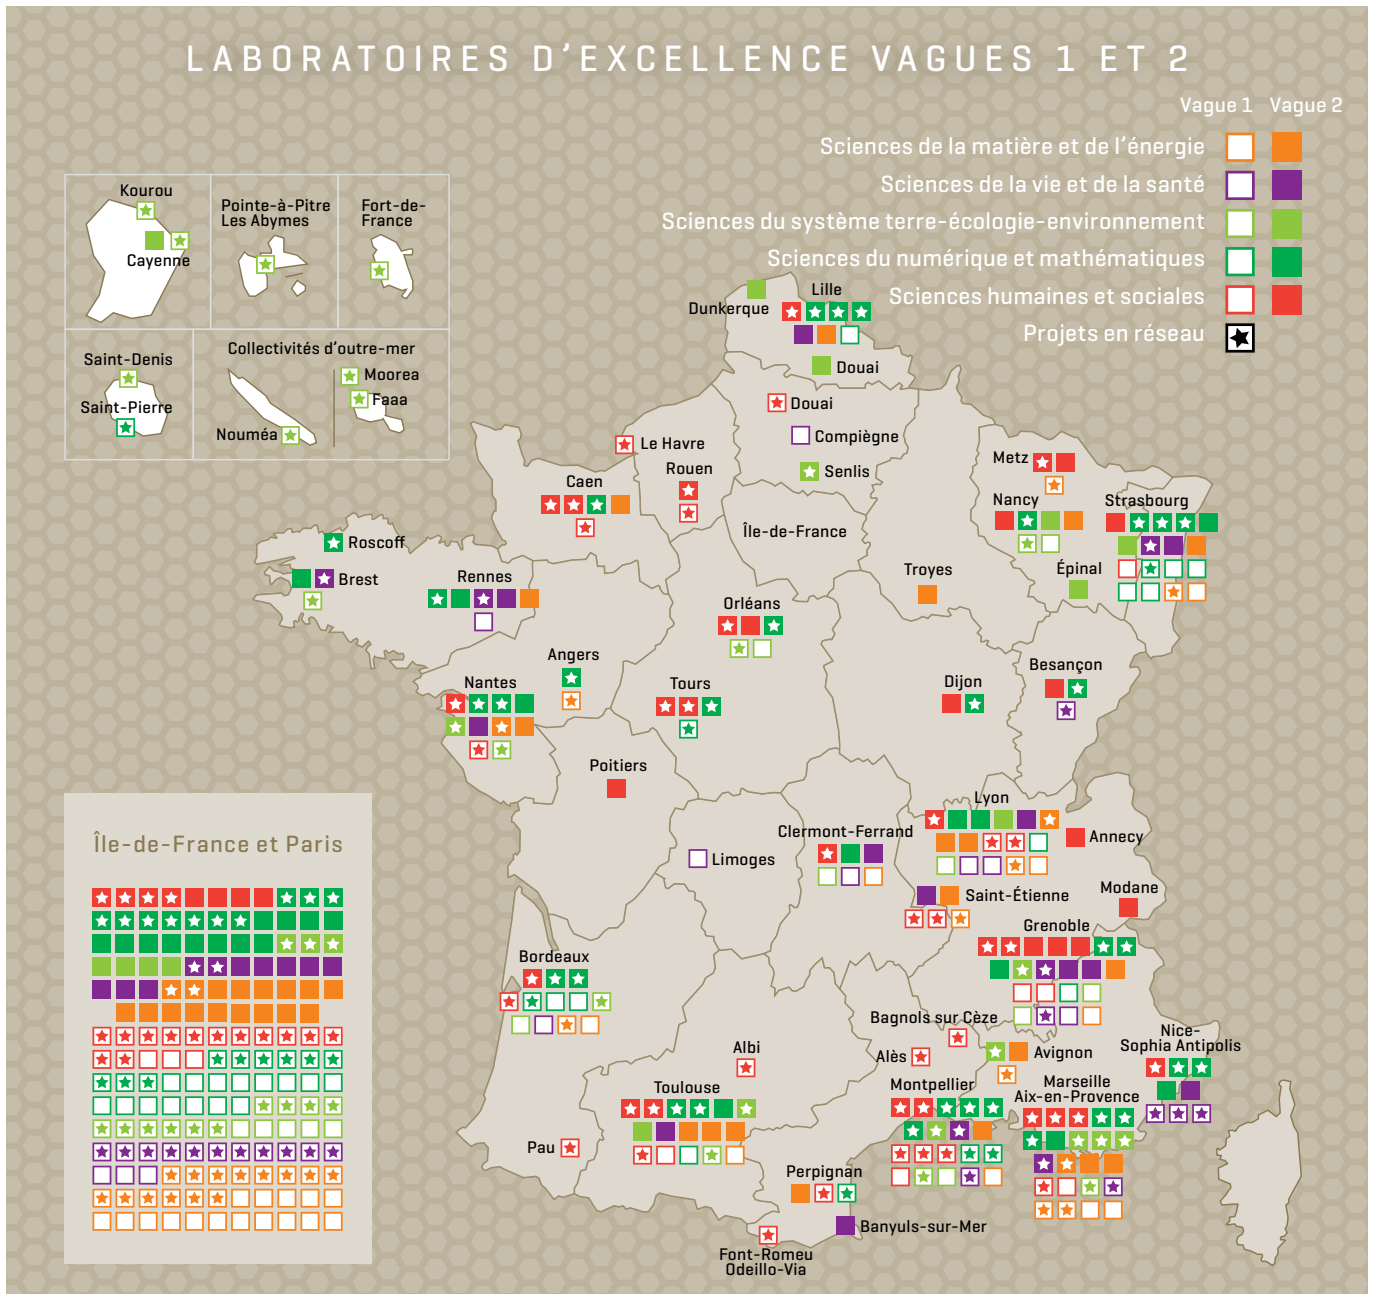 LABORATOIRES D'EXCELLENCE VAGUES 1 ET 2
Vague 1 Vague 2
Sciences de la matière et de l'énergie
Sciences de la vie et de la santé
Sciences du système terre-écologie-environnement
Sciences du numérique et mathématiques
Sciences humaines et sociales
Projets en réseau
Kourou
Cayenne
Pointe-à-Pitre
Les Abymes
Fort-de-
France
Saint-Denis
Saint-Pierre
Collectivités d'outre-mer
Nouméa
Moorea
Faaa
Dunkerque
Lille
Douai
Douai
Compiègne
Senlis
Le Havre
Rouen
Caen
Île-de-France
Metz
Nancy
Strasbourg
Épinal
Troyes
Roscoff
Brest
Rennes
Orléans
Angers
Nantes
Tours
Dijon
Besançon
Poitiers
Limoges
Clermont-Ferrand
Lyon
Annecy
Saint-Étienne
Modane
Grenoble
Bordeaux
Bagnols sur Cèze
Alès
Avignon
Nice-
Sophia Antipolis
Albi
Toulouse
Montpellier
Marseille
Aix-en-Provence
Pau
Perpignan
Banyuls-sur-Mer
Font-Romeu
Odeillo-Via
Île-de-France et Paris